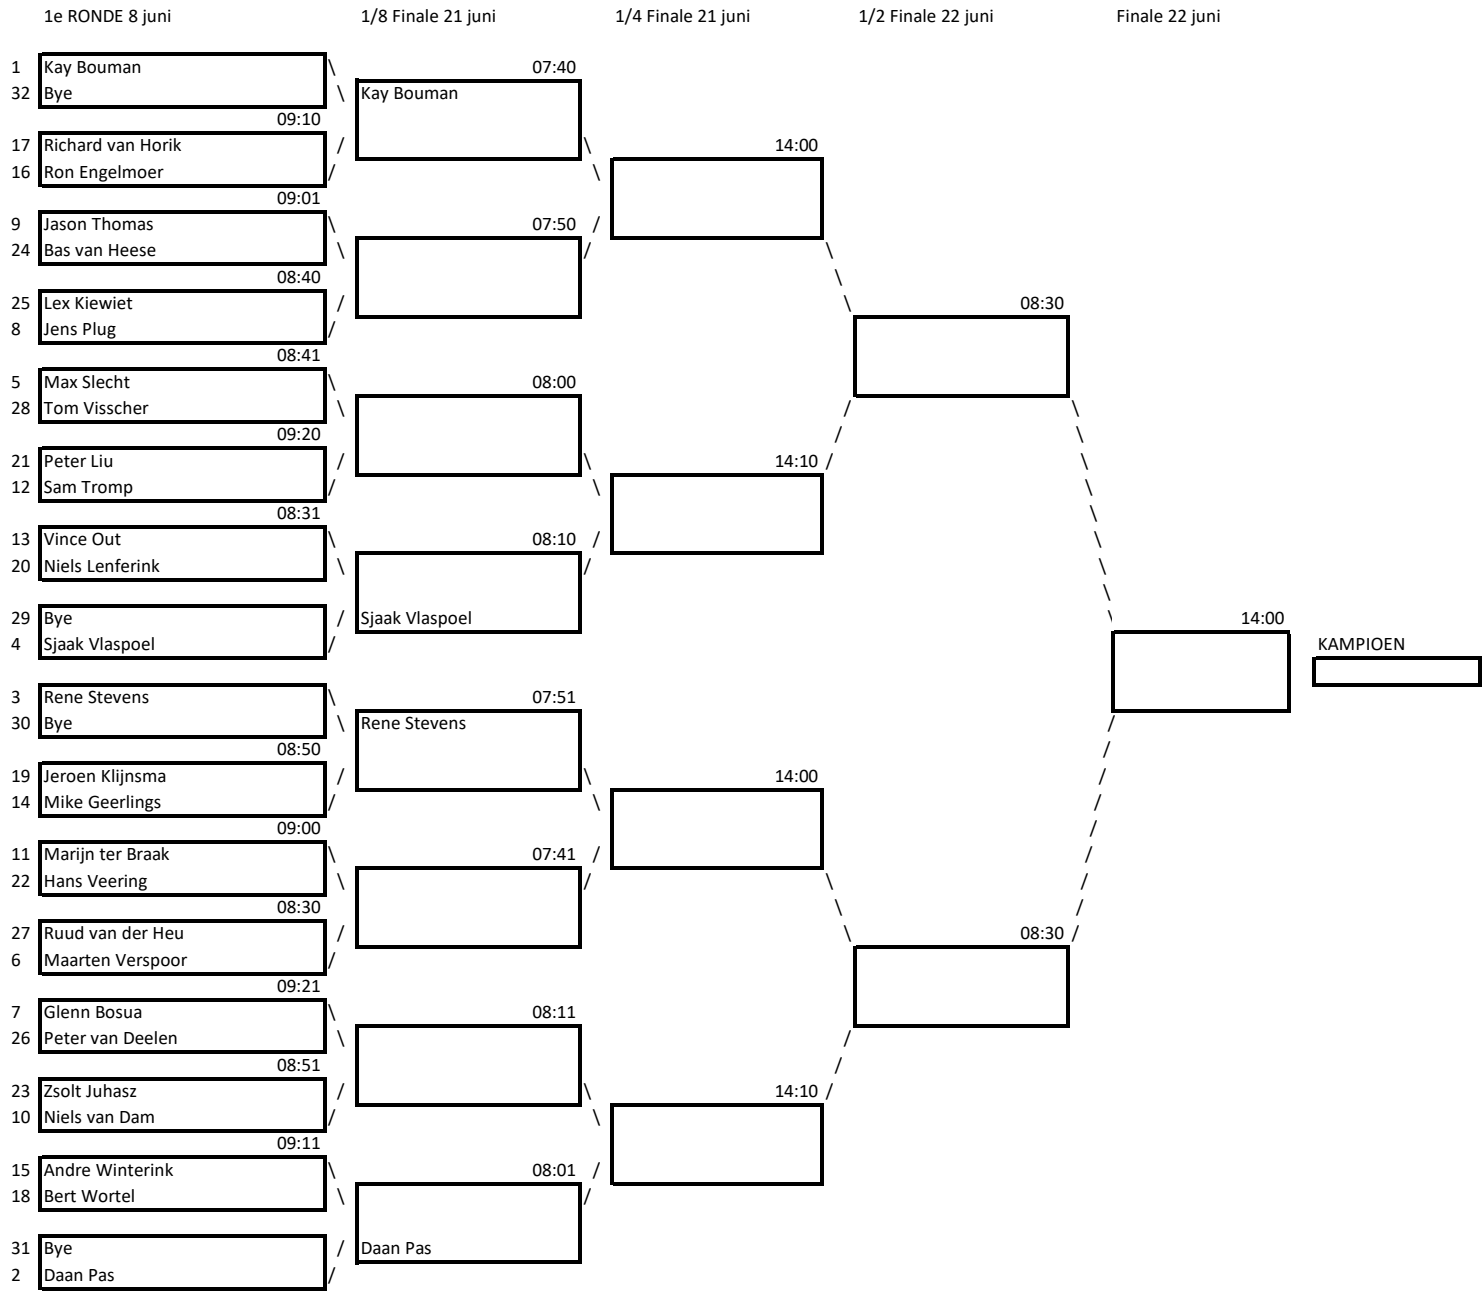 1e RONDE 8 juni 1/8 Finale 21 juni 1/4 Finale 21 juni 1/2 Finale 22 juni Finale 22 juni
1 Kay Bouman 07:40
32 Bye Kay Bouman
09:10
17 Richard van Horik 14:00
16 Ron Engelmoer
09:01
9 Jason Thomas 07:50
24 Bas van Heese
08:40
25 Lex Kiewiet 08:30
8 Jens Plug
08:41
5 Max Slecht 08:00
28 Tom Visscher
09:20
21 Peter Liu 14:10
12 Sam Tromp
08:31
13 Vince Out 08:10
20 Niels Lenferink
29 Bye Sjaak Vlaspoel 14:00
4 Sjaak Vlaspoel KAMPIOEN
3 Rene Stevens 07:51
30 Bye Rene Stevens
08:50
19 Jeroen Klijnsma 14:00
14 Mike Geerlings
09:00
11 Marijn ter Braak 07:41
22 Hans Veering
08:30
27 Ruud van der Heu 08:30
6 Maarten Verspoor
09:21
7 Glenn Bosua 08:11
26 Peter van Deelen
08:51
23 Zsolt Juhasz 14:10
10 Niels van Dam
09:11
15 Andre Winterink 08:01
18 Bert Wortel
31 Bye Daan Pas
2 Daan Pas